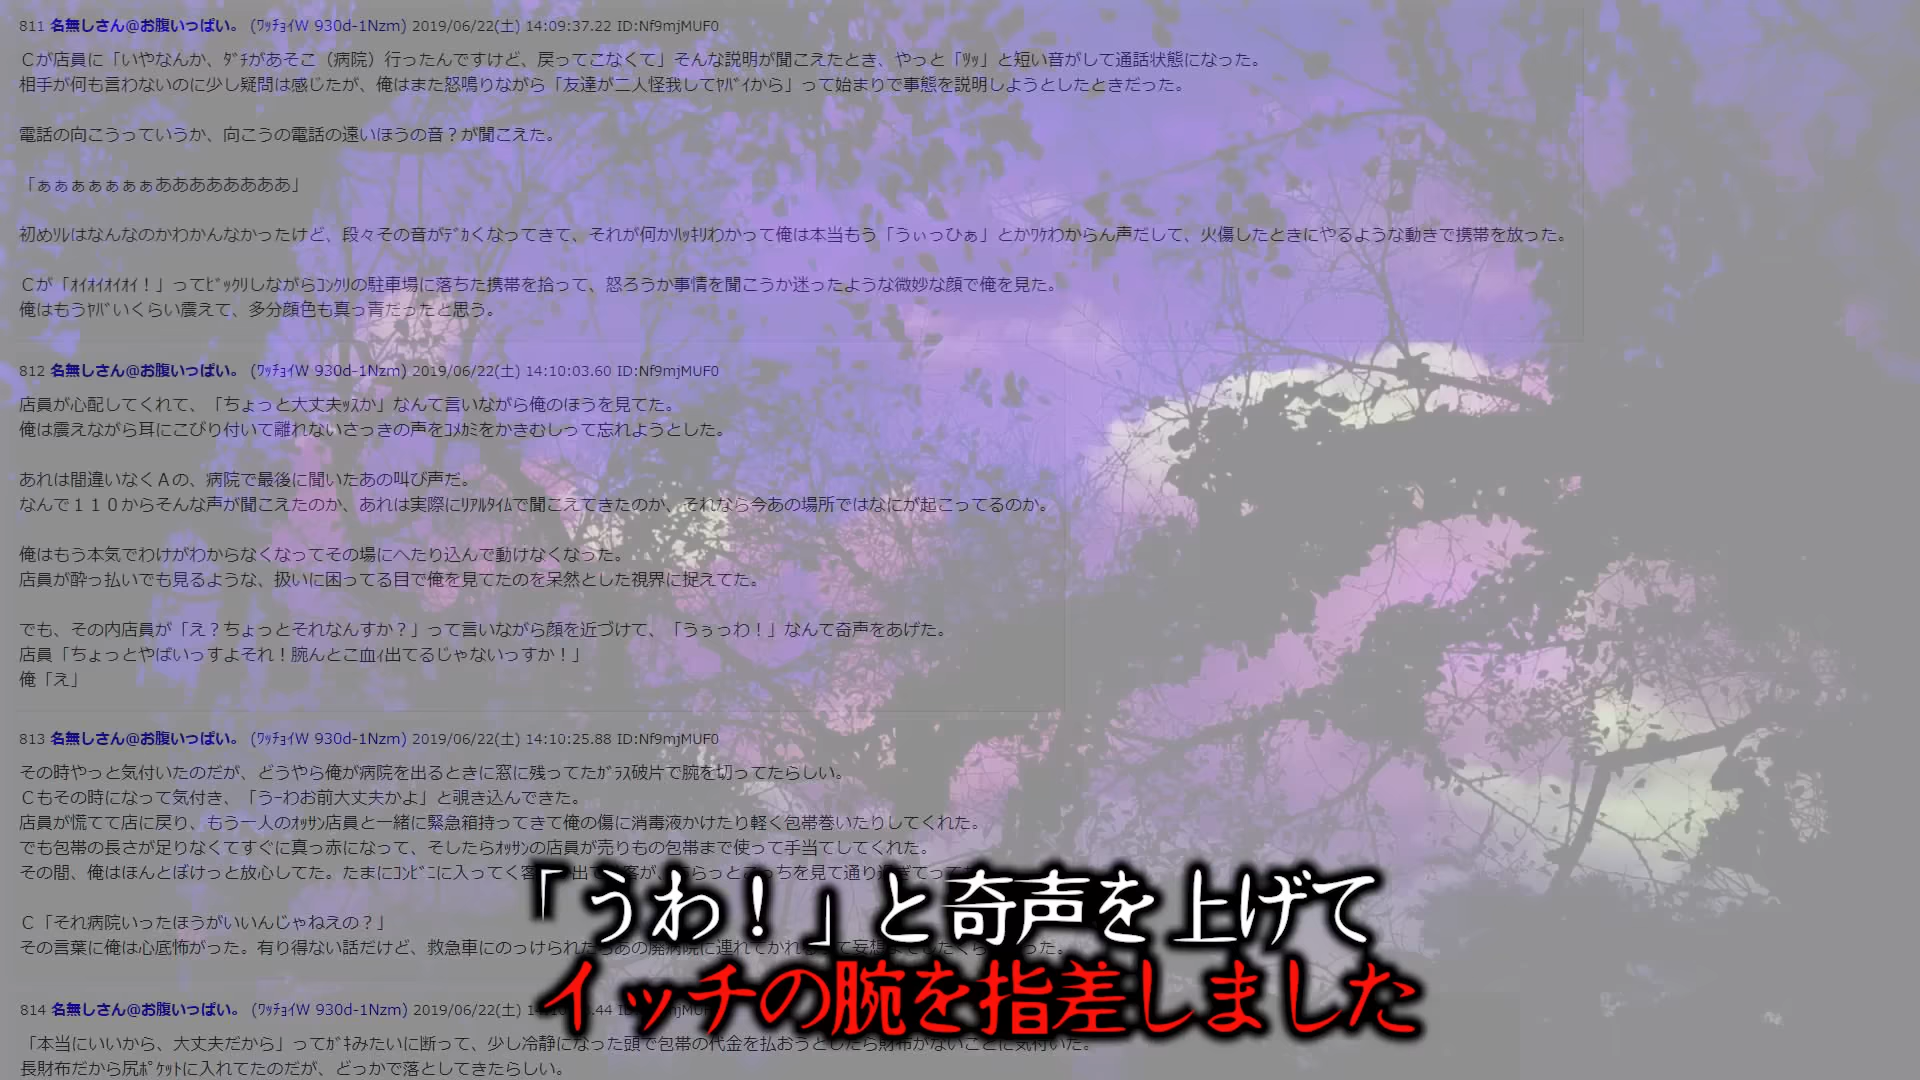 811 名無しさん@お腹いっぱい。 (ﾜｯﾁｮｲW 930d-1Nzm) 2019/06/22(土) 14:09:37.22 ID:Nf9mjMUF0
Ｃが店員に「いやなんか、ﾀﾞﾁがあそこ（病院）行ったんですけど、戻ってこなくて」そんな説明が聞こえたとき、やっと「ﾂｯ」と短い音がして通話状態になった。
相手が何も言わないのに少し疑問は感じたが、俺はまた怒鳴りながら「友達が二人怪我してﾔﾊﾞｲから」って始まりで事態を説明しようとしたときだった。
電話の向こうっていうか、向こうの電話の遠いほうの音？が聞こえた。
「ぁぁぁぁぁぁぁああああああああ」
初めｿﾚはなんなのかわかんなかったけど、段々その音がﾃﾞｶくなってきて、それが何かﾊｯｷﾘわかって俺は本当もう「うぃっひぁ」とかﾜｹわからん声だして、火傷したときにやるような動きで携帯を放った。
Ｃが「ｵｲｵｲｵｲｵｲ！」ってﾋﾞｯｸﾘしながらｺﾝｸﾘの駐車場に落ちた携帯を拾って、怒ろうか事情を聞こうか迷ったような微妙な顔で俺を見た。
俺はもうﾔﾊﾞいくらい震えて、多分顔色も真っ青だったと思う。
812 名無しさん@お腹いっぱい。 (ﾜｯﾁｮｲW 930d-1Nzm) 2019/06/22(土) 14:10:03.60 ID:Nf9mjMUF0
店員が心配してくれて、「ちょっと大丈夫ｯｽか」なんて言いながら俺のほうを見てた。
俺は震えながら耳にこびり付いて離れないさっきの声をｺﾒｶﾐをかきむしって忘れようとした。
あれは間違いなくＡの、病院で最後に聞いたあの叫び声だ。
なんで１１０からそんな声が聞こえたのか、あれは実際にﾘｱﾙﾀｲﾑで聞こえてきたのか、それなら今あの場所ではなにが起こってるのか。
俺はもう本気でわけがわからなくなってその場にへたり込んで動けなくなった。
店員が酔っ払いでも見るような、扱いに困ってる目で俺を見てたのを呆然とした視界に捉えてた。
でも、その内店員が「え？ちょっとそれなんすか？」って言いながら顔を近づけて、「うぅっわ！」なんて奇声をあげた。
店員「ちょっとやばいっすよそれ！腕んとこ血ｨ出てるじゃないっすか！」
俺「え」
813 名無しさん@お腹いっぱい。 (ﾜｯﾁｮｲW 930d-1Nzm) 2019/06/22(土) 14:10:25.88 ID:Nf9mjMUF0
その時やっと気付いたのだが、どうやら俺が病院を出るときに窓に残ってたｶﾞﾗｽ破片で腕を切ってたらしい。
Ｃもその時になって気付き、「うｰわお前大丈夫かよ」と覗き込んできた。
店員が慌てて店に戻り、もう一人のｵｯｻﾝ店員と一緒に緊急箱持ってきて俺の傷に消毒液かけたり軽く包帯巻いたりしてくれた。
でも包帯の長さが足りなくてすぐに真っ赤になって、そしたらｵｯｻﾝの店員が売りもの包帯まで使って手当てしてくれた。
その間、俺はほんとぼけっと放心してた。たまにｺﾝﾋﾞﾆに入ってく
Ｃ「それ病院いったほうがいいんじゃねえの？」
その言葉に俺は心底怖がった。有り得ない話だけど、救急車にのっけられた
814 名無しさん@お腹いっぱい。 (ﾜｯﾁｮｲW 930d-1Nzm) 2019/06/22(土)
「本当にいいから、大丈夫だから」ってｶﾞｷみたいに断って、少し冷静になった頭で包帯の代金を払おうとしたら財布がないことに気付いた。
長財布だから尻ﾎﾟｹｯﾄに入れてたのだが、どっかで落としてきたらしい。
「うわ！」と奇声を上げて
イッチの腕を指差しました